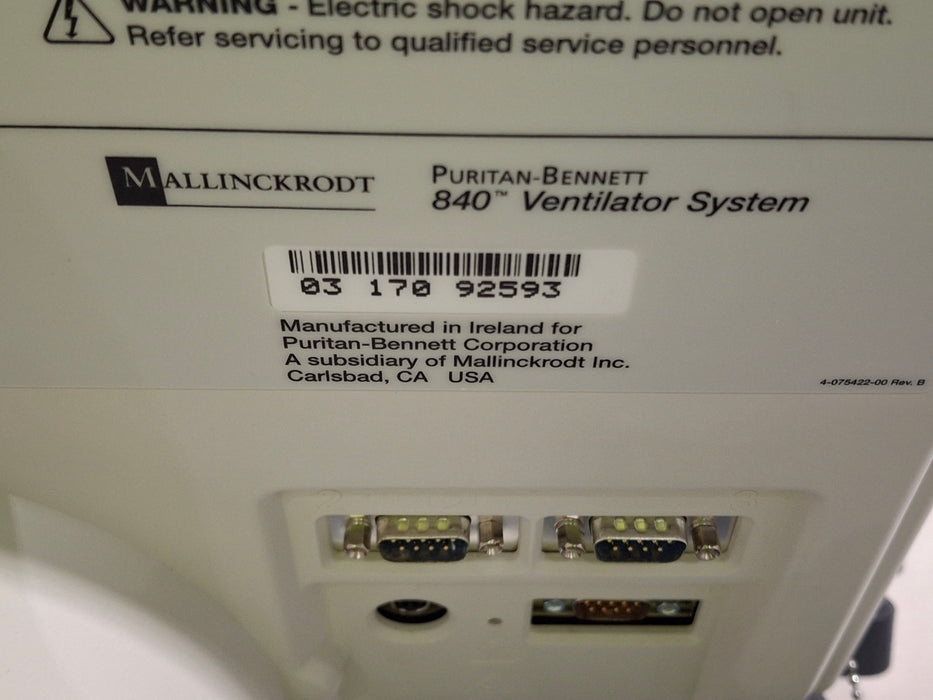 WARNING - Electric shock hazard. Do not open unit.
Refer servicing to qualified service personnel.
MALLINCKRODT
PURITAN-BENNETT
840™ Ventilator System
03 170 92593
Manufactured in Ireland for
Puritan-Bennett Corporation
A subsidiary of Mallinckrodt Inc.
Carlsbad, CA USA
4-075422-00 Rev. B